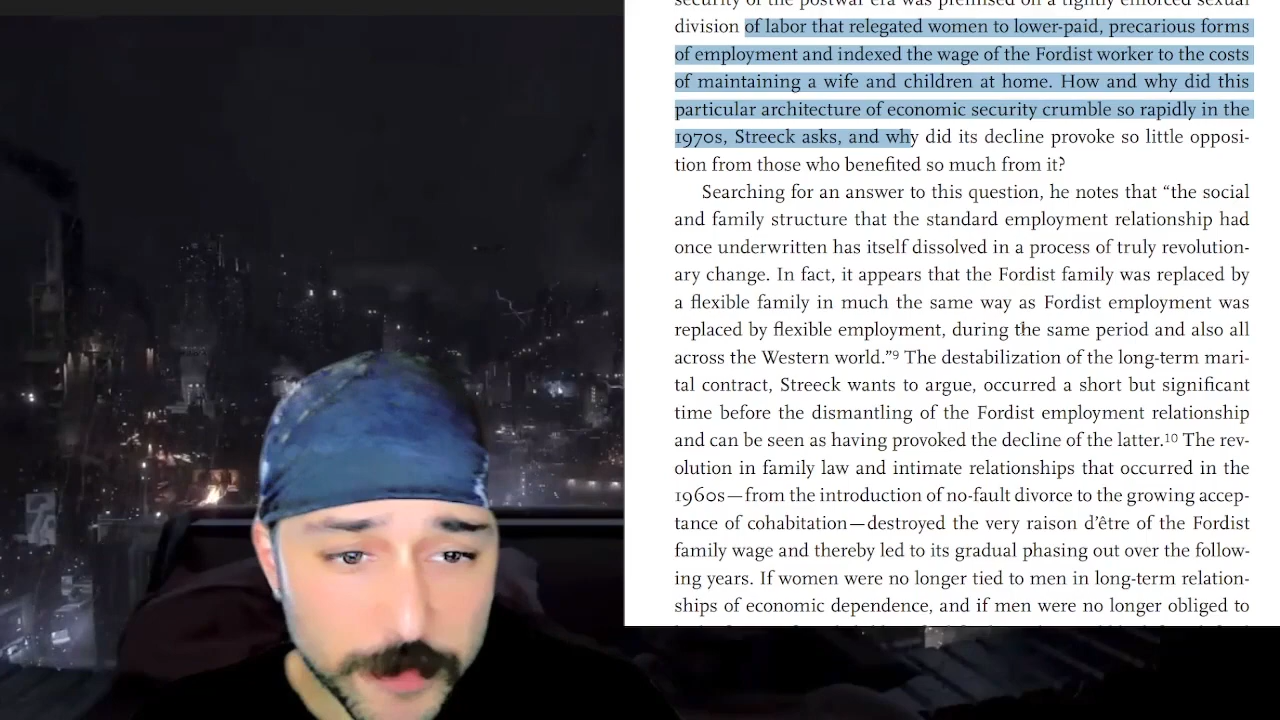 security of the postwar era was premised on a tightly enforced sexual
division of labor that relegated women to lower-paid, precarious forms
of employment and indexed the wage of the Fordist worker to the costs
of maintaining a wife and children at home. How and why did this
particular architecture of economic security crumble so rapidly in the
1970s, Streeck asks, and why did its decline provoke so little opposi-
tion from those who benefited so much from it?
Searching for an answer to this question, he notes that “the social
and family structure that the standard employment relationship had
once underwritten has itself dissolved in a process of truly revolution-
ary change. In fact, it appears that the Fordist family was replaced by
a flexible family in much the same way as Fordist employment was
replaced by flexible employment, during the same period and also all
across the Western world.”9 The destabilization of the long-term mari-
tal contract, Streeck wants to argue, occurred a short but significant
time before the dismantling of the Fordist employment relationship
and can be seen as having provoked the decline of the latter.10 The rev-
olution in family law and intimate relationships that occurred in the
1960s—from the introduction of no-fault divorce to the growing accep-
tance of cohabitation—destroyed the very raison d’être of the Fordist
family wage and thereby led to its gradual phasing out over the follow-
ing years. If women were no longer tied to men in long-term relation-
ships of economic dependence, and if men were no longer obliged to